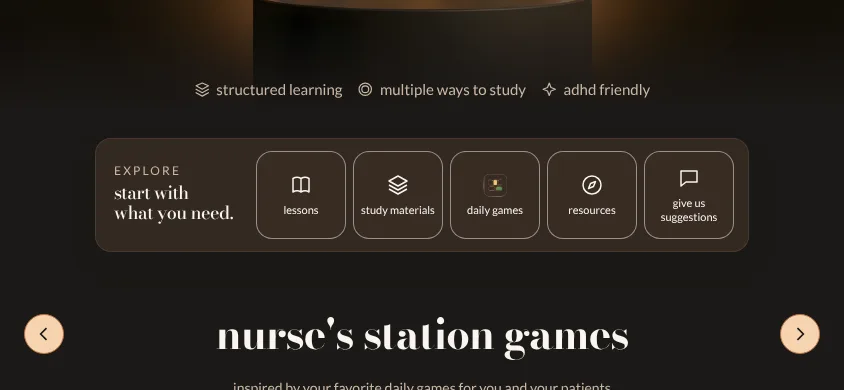 structured learning multiple ways to study adhd friendly
EXPLORE
start with
what you need.
lessons
study materials
daily games
resources
give us
suggestions
nurse's station games
inspired by your favorite daily games for you and your patients